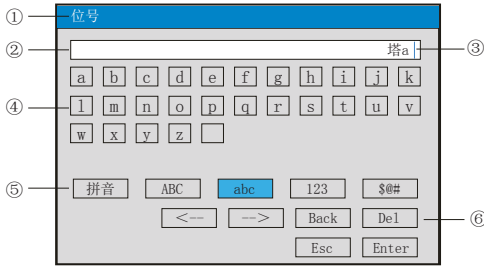 ① 位号
② 塔a ③
a b c d e f g h i j k
④ l m n o p q r s t u v
w x y z
⑤ 拼音 ABC abc 123 $@#
<-- --> Back Del ⑥
Esc Enter